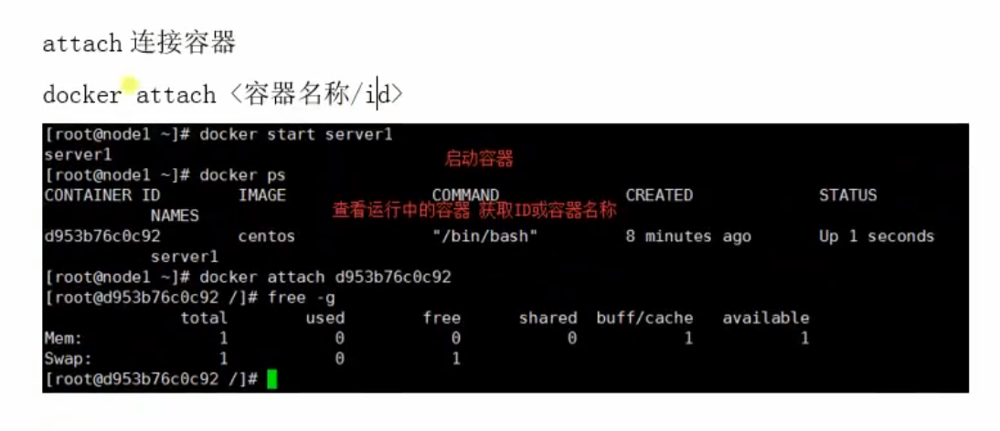 attach 连接容器
docker attach <容器名称/id>
[root@node1 ~]# docker start server1
server1
启动容器
[root@node1 ~]# docker ps
CONTAINER ID IMAGE COMMAND CREATED STATUS
NAMES
查看运行中的容器 获取ID或容器名称
d953b76c0c92 centos "/bin/bash" 8 minutes ago Up 1 seconds
server1
[root@node1 ~]# docker attach d953b76c0c92
[root@d953b76c0c92 /]# free -g
total used free shared buff/cache available
Mem: 1 0 0 0 1 1
Swap: 1 0 1
[root@d953b76c0c92 /]#